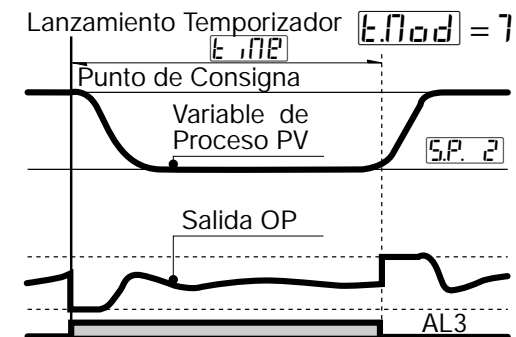 Lanzamiento Temporizador t.Mod = 7
t iME
Punto de Consigna
Variable de
Proceso PV
S.P. 2
Salida OP
AL3